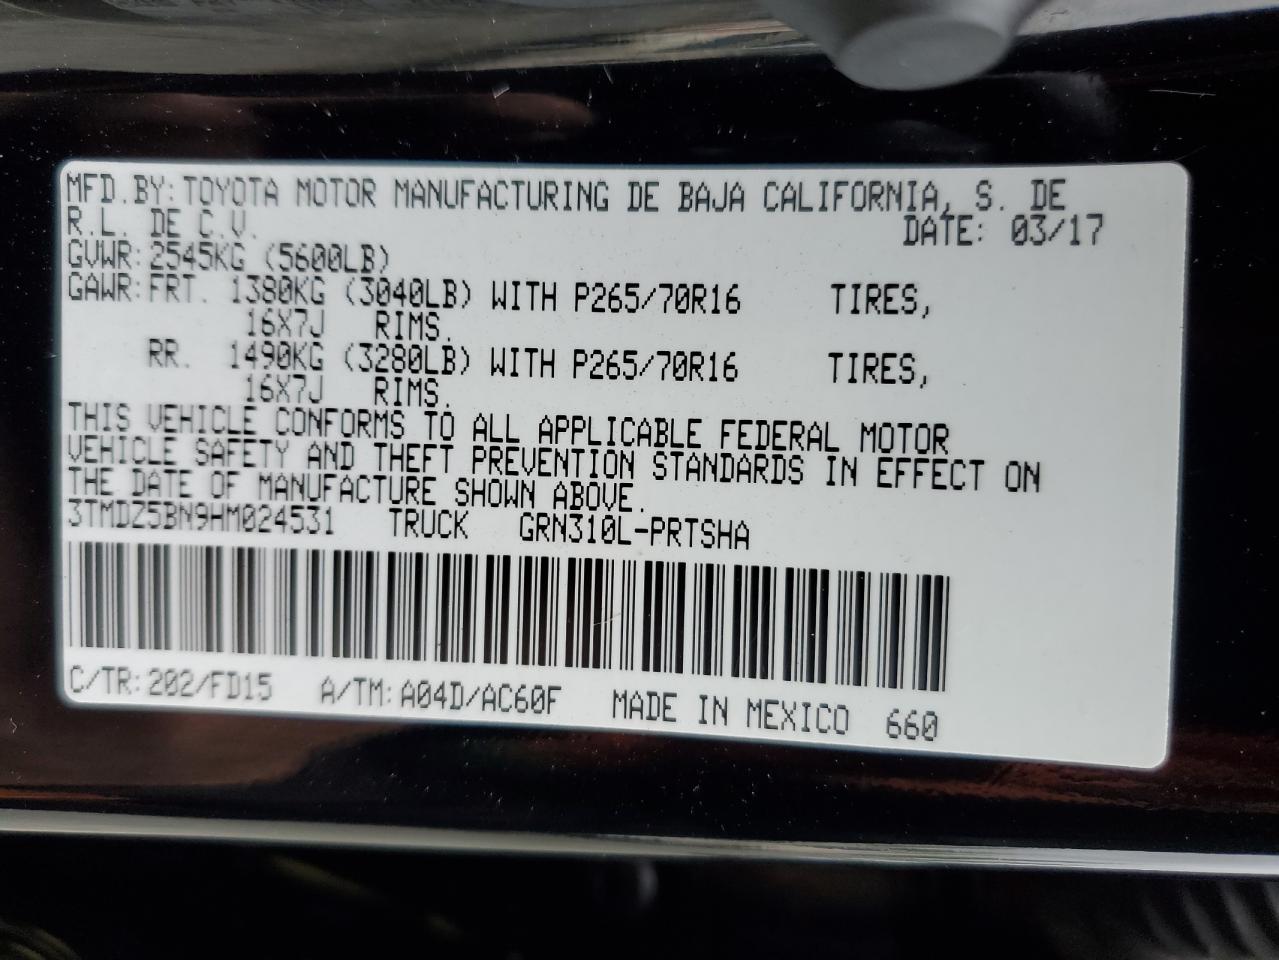 MFD.BY: TOYOTA MOTOR MANUFACTURING DE BAJA CALIFORNIA, S. DE
R.L. DE C.V. DATE: 03/17
GVWR: 2545KG (5600LB)
GAWR: FRT. 1380KG (3040LB) WITH P265/70R16 TIRES,
16X7J RIMS.
RR. 1490KG (3280LB) WITH P265/70R16 TIRES,
16X7J RIMS.
THIS VEHICLE CONFORMS TO ALL APPLICABLE FEDERAL MOTOR
VEHICLE SAFETY AND THEFT PREVENTION STANDARDS IN EFFECT ON
THE DATE OF MANUFACTURE SHOWN ABOVE.
3TMDZ5BN9HM024531 TRUCK GRN310L-PRTSHA
C/TR: 202/FD15 A/TM: A04D/AC60F MADE IN MEXICO 660